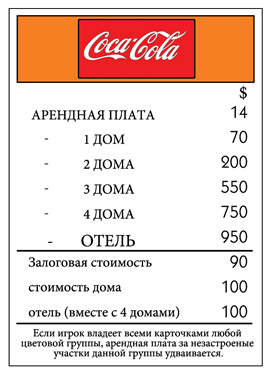 Coca-Cola
$
АРЕНДНАЯ ПЛАТА 14
- 1 ДОМ 70
- 2 ДОМА 200
- 3 ДОМА 550
- 4 ДОМА 750
- ОТЕЛЬ 950
Залоговая стоимость 90
стоимость дома 100
отель (вместе с 4 домами) 100
Если игрок владеет всеми карточками любой
цветовой группы, арендная плата за незастроеные
участки данной группы удваивается.